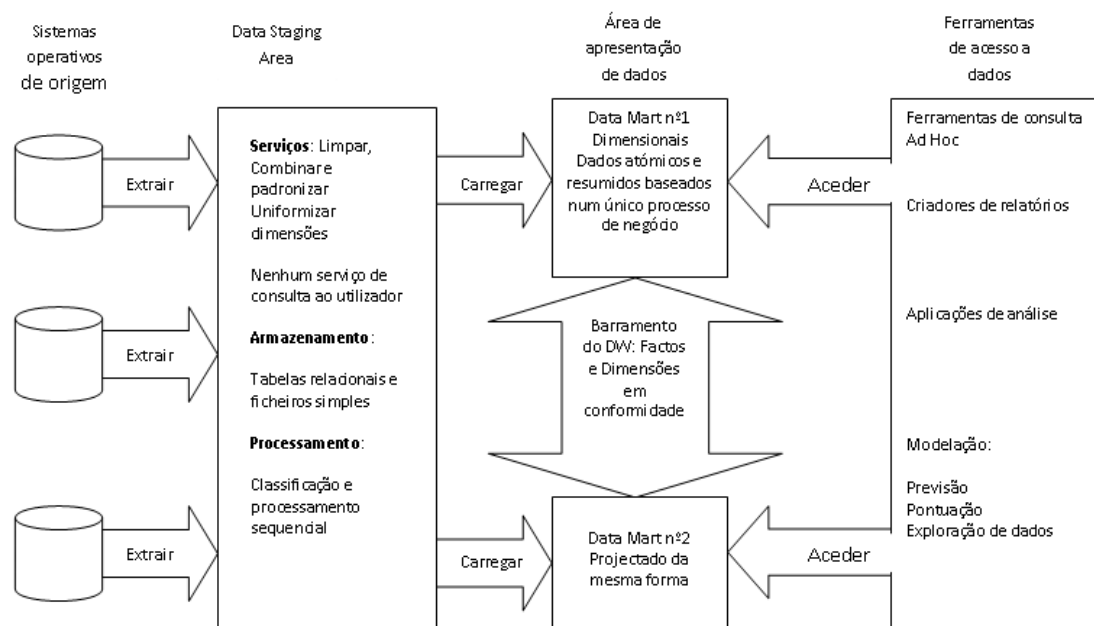 Sistemas
operativos
de origem
Data Staging
Area
Área de
apresentação
de dados
Ferramentas
de acesso a
dados
Extrair
Extrair
Extrair
Serviços: Limpar,
Combinar e
padronizar
Uniformizar
dimensões
Nenhum serviço de
consulta ao utilizador
Armazenamento:
Tabelas relacionais e
ficheiros simples
Processamento:
Classificação e
processamento
sequencial
Carregar
Carregar
Data Mart nº1
Dimensionais
Dados atómicos e
resumidos baseados
num único processo
de negócio
Barramento
do DW: Factos
e Dimensões
em
conformidade
Data Mart nº2
Projectado da
mesma forma
Aceder
Aceder
Ferramentas de consulta
Ad Hoc
Criadores de relatórios
Aplicações de análise
Modelação:
Previsão
Pontuação
Exploração de dados